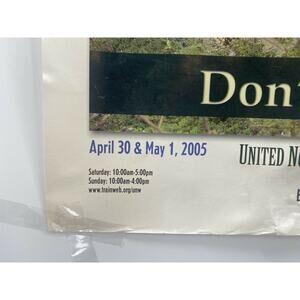 Don'
April 30 & May 1, 2005
UNITED NO
Saturday: 10:00am-5:00pm
Sunday: 10:00am-4:00pm
www.trainweb.org/unw